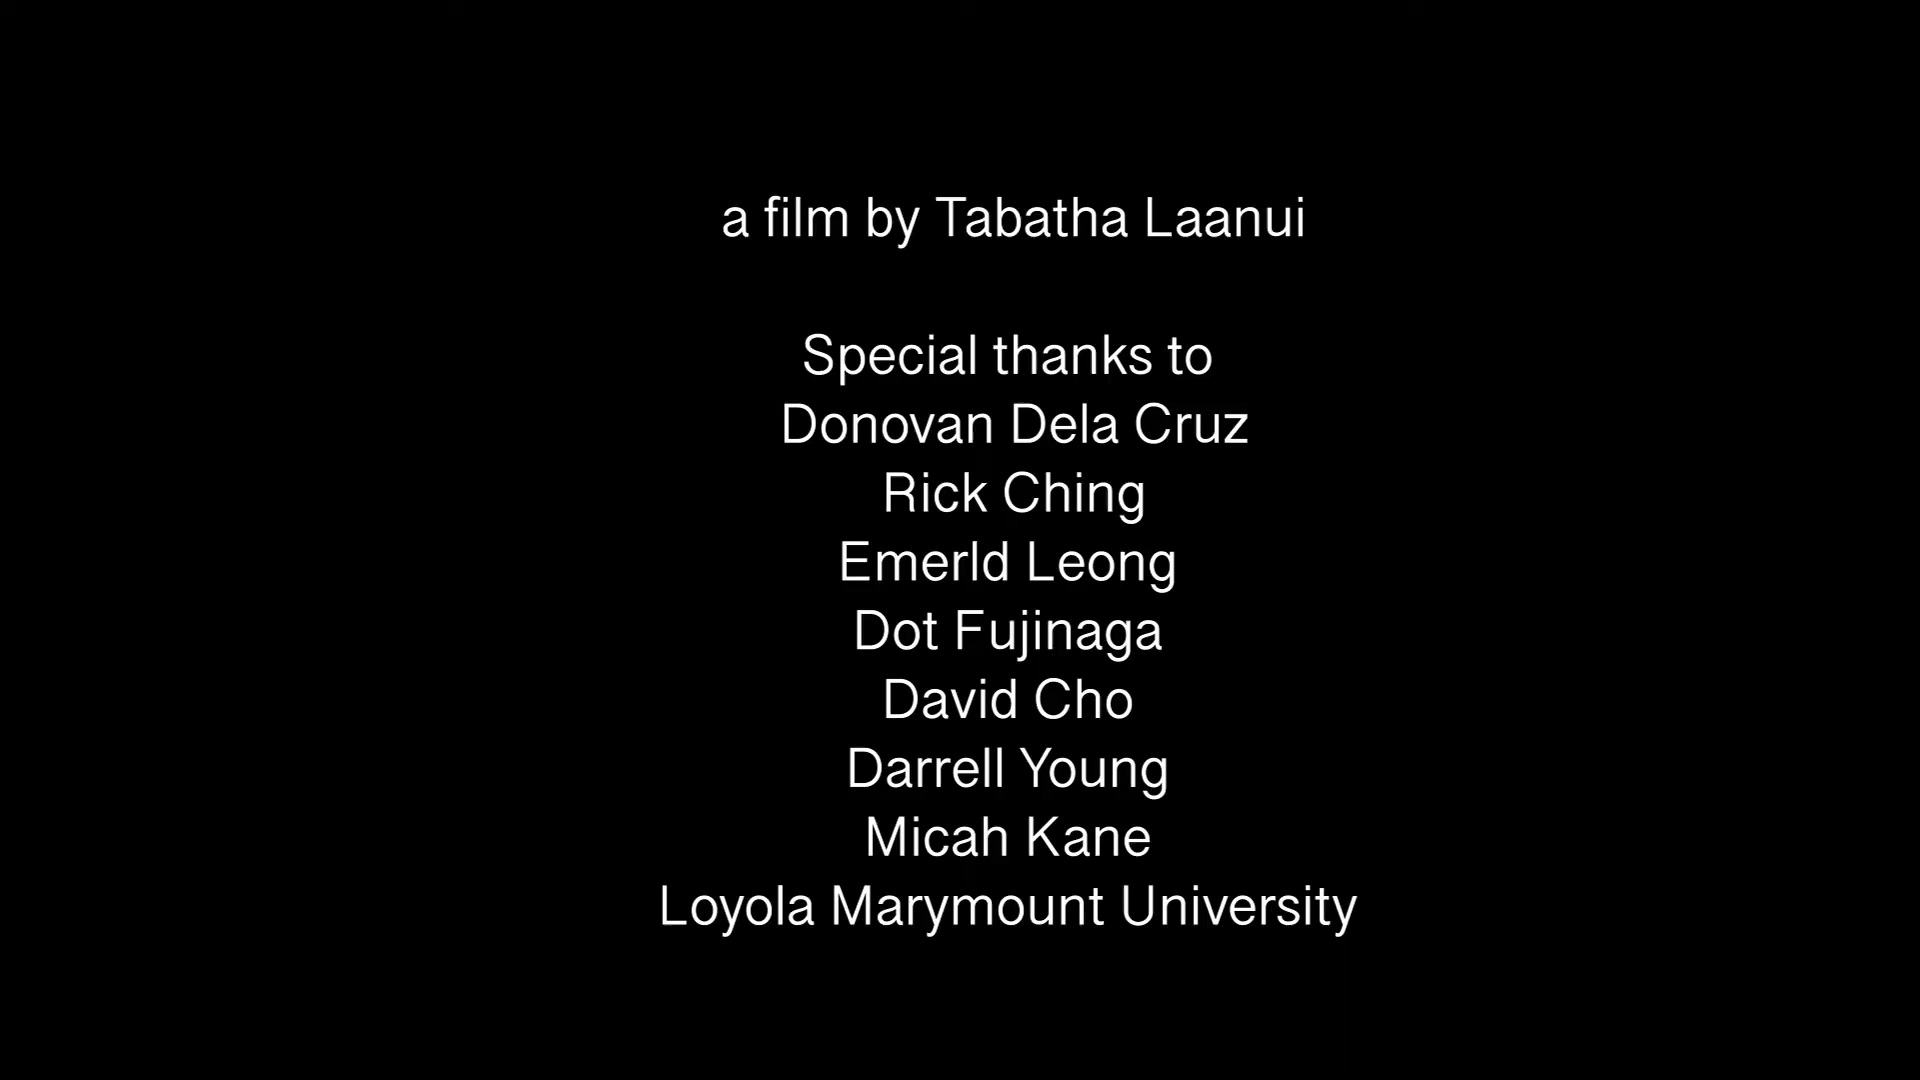 a film by Tabatha Laanui
Special thanks to
Donovan Dela Cruz
Rick Ching
Emerld Leong
Dot Fujinaga
David Cho
Darrell Young
Micah Kane
Loyola Marymount University